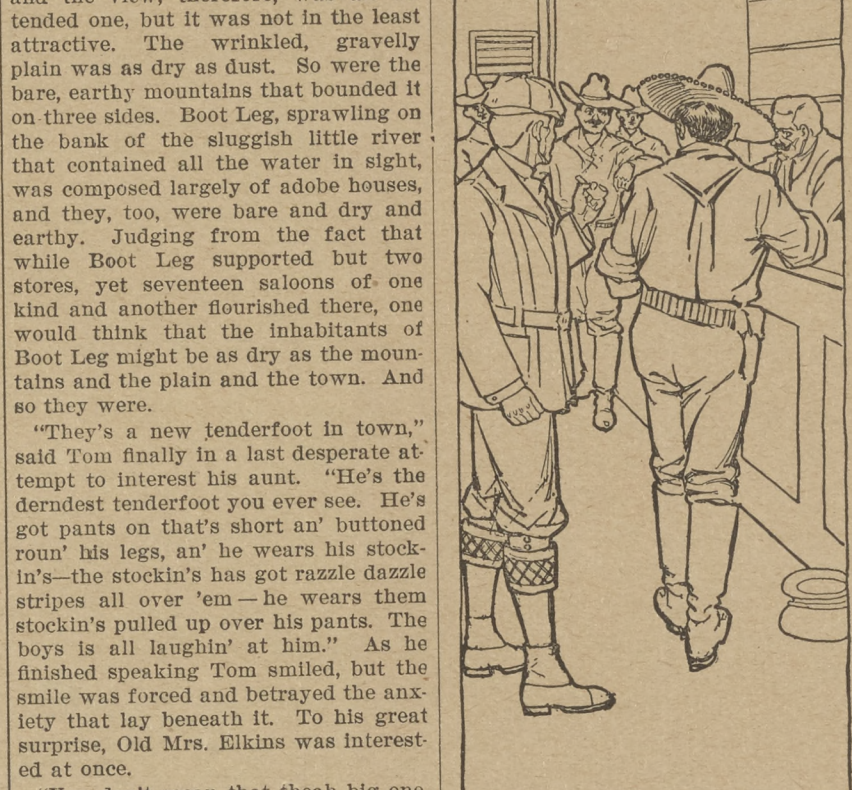 tended one, but it was not in the least
attractive. The wrinkled, gravelly
plain was as dry as dust. So were the
bare, earthy mountains that bounded it
on three sides. Boot Leg, sprawling on
the bank of the sluggish little river
that contained all the water in sight,
was composed largely of adobe houses,
and they, too, were bare and dry and
earthy. Judging from the fact that
while Boot Leg supported but two
stores, yet seventeen saloons of one
kind and another flourished there, one
would think that the inhabitants of
Boot Leg might be as dry as the moun-
tains and the plain and the town. And
so they were.
"They's a new tenderfoot in town,"
said Tom finally in a last desperate at-
tempt to interest his aunt. "He's the
derndest tenderfoot you ever see. He's
got pants on that's short an' buttoned
roun' his legs, an' he wears his stock-
in's—the stockin's has got razzle dazzle
stripes all over 'em — he wears them
stockin's pulled up over his pants. The
boys is all laughin' at him." As he
finished speaking Tom smiled, but the
smile was forced and betrayed the anx-
iety that lay beneath it. To his great
surprise, Old Mrs. Elkins was interest-
ed at once.